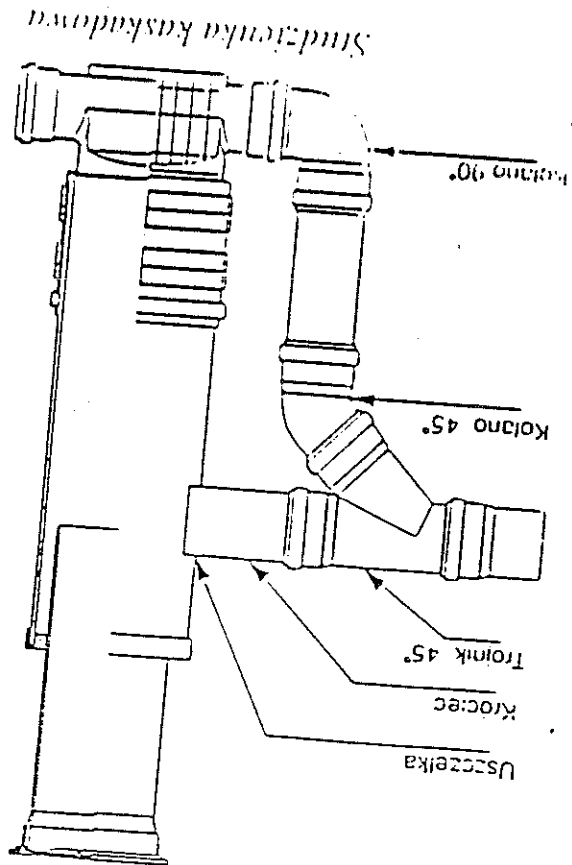 Uszczelka
Krociec
Trojnik 45°
Kolano 45°
Kolano 90°
Studzienka kaskadowa